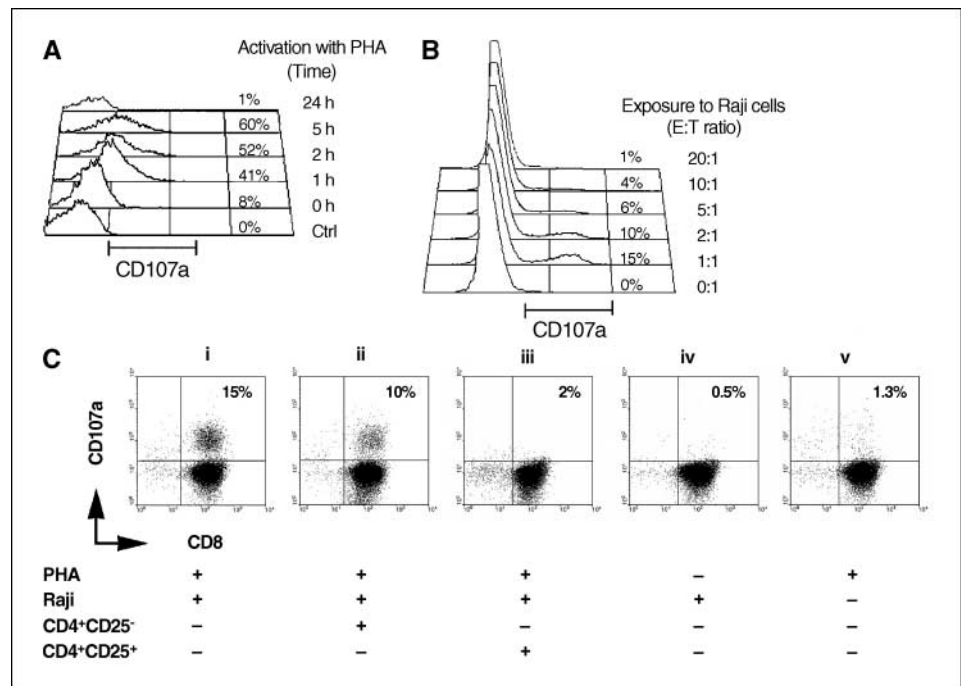 A
Activation with PHA
(Time)
1% 24 h
60% 5 h
52% 2 h
41% 1 h
8% 0 h
0% Ctrl
CD107a
B
Exposure to Raji cells
(E:T ratio)
1% 20:1
4% 10:1
6% 5:1
10% 2:1
15% 1:1
0% 0:1
CD107a
C
i ii iii iv v
15% 10% 2% 0.5% 1.3%
CD107a
CD8
PHA + + + – +
Raji + + + + –
CD4⁺CD25⁻ – + – – –
CD4⁺CD25⁺ – – + – –